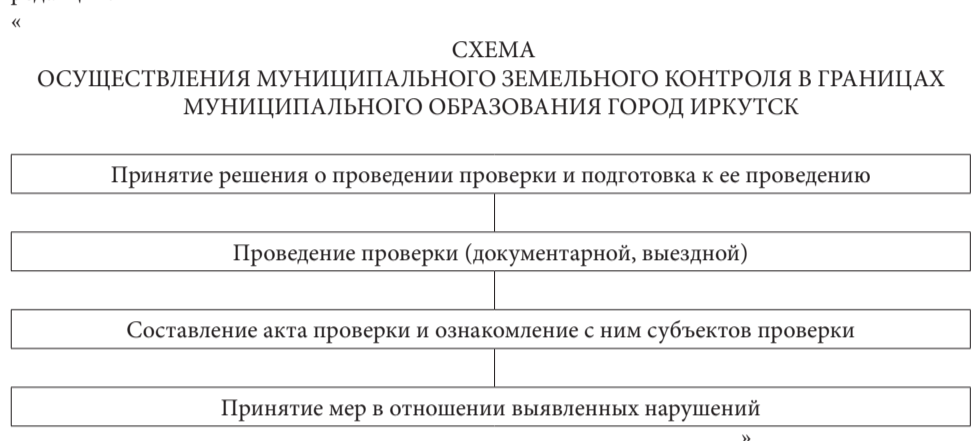 «
СХЕМА
ОСУЩЕСТВЛЕНИЯ МУНИЦИПАЛЬНОГО ЗЕМЕЛЬНОГО КОНТРОЛЯ В ГРАНИЦАХ
МУНИЦИПАЛЬНОГО ОБРАЗОВАНИЯ ГОРОД ИРКУТСК
Принятие решения о проведении проверки и подготовка к ее проведению
Проведение проверки (документарной, выездной)
Составление акта проверки и ознакомление с ним субъектов проверки
Принятие мер в отношении выявленных нарушений
»